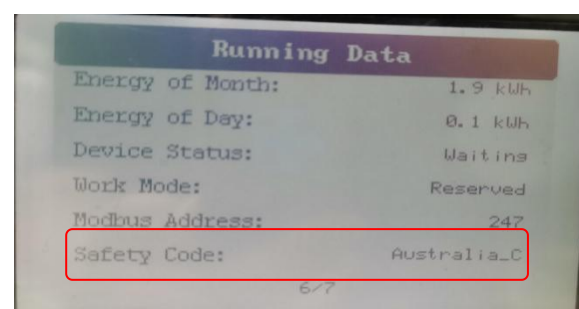 Running Data
Energy of Month: 1.9 kWh
Energy of Day: 0.1 kWh
Device Status: Waiting
Work Mode: Reserved
Modbus Address: 247
Safety Code: Australia_C
6/7